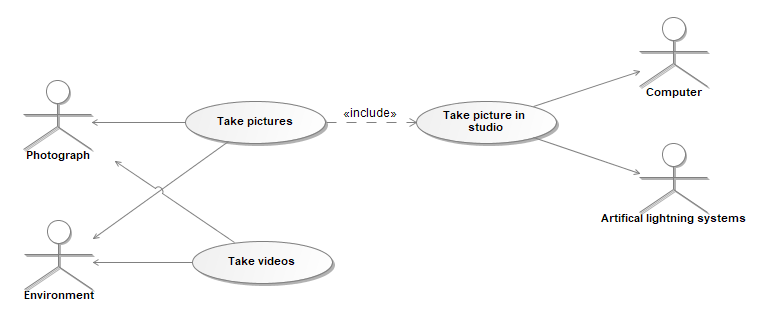 Computer
«include»
Take pictures
Take picture in
studio
Photograph
Artifical lightning systems
Take videos
Environment